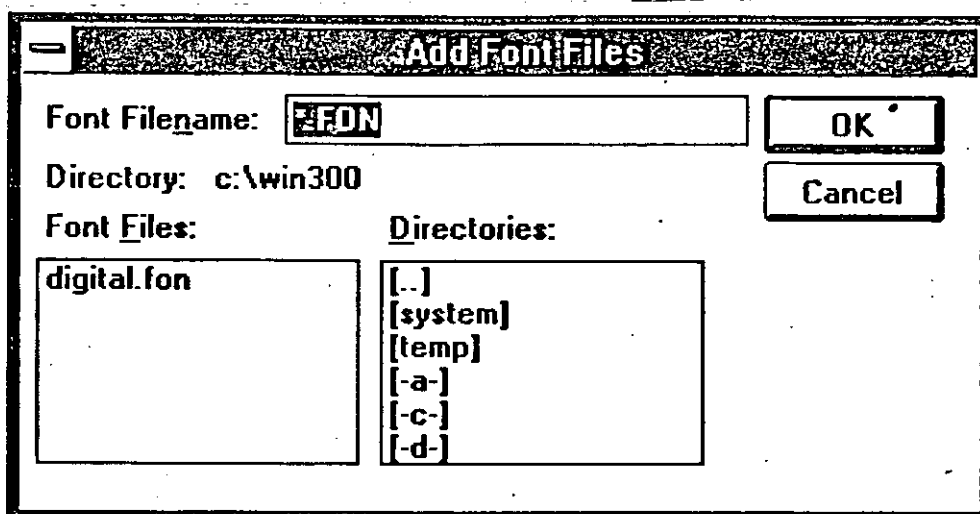 Add Font Files
Font Filename: *.FON
OK
Directory: c:\win300
Cancel
Font Files:
Directories:
digital.fon
[..]
[system]
[temp]
[-a-]
[-c-]
[-d-]